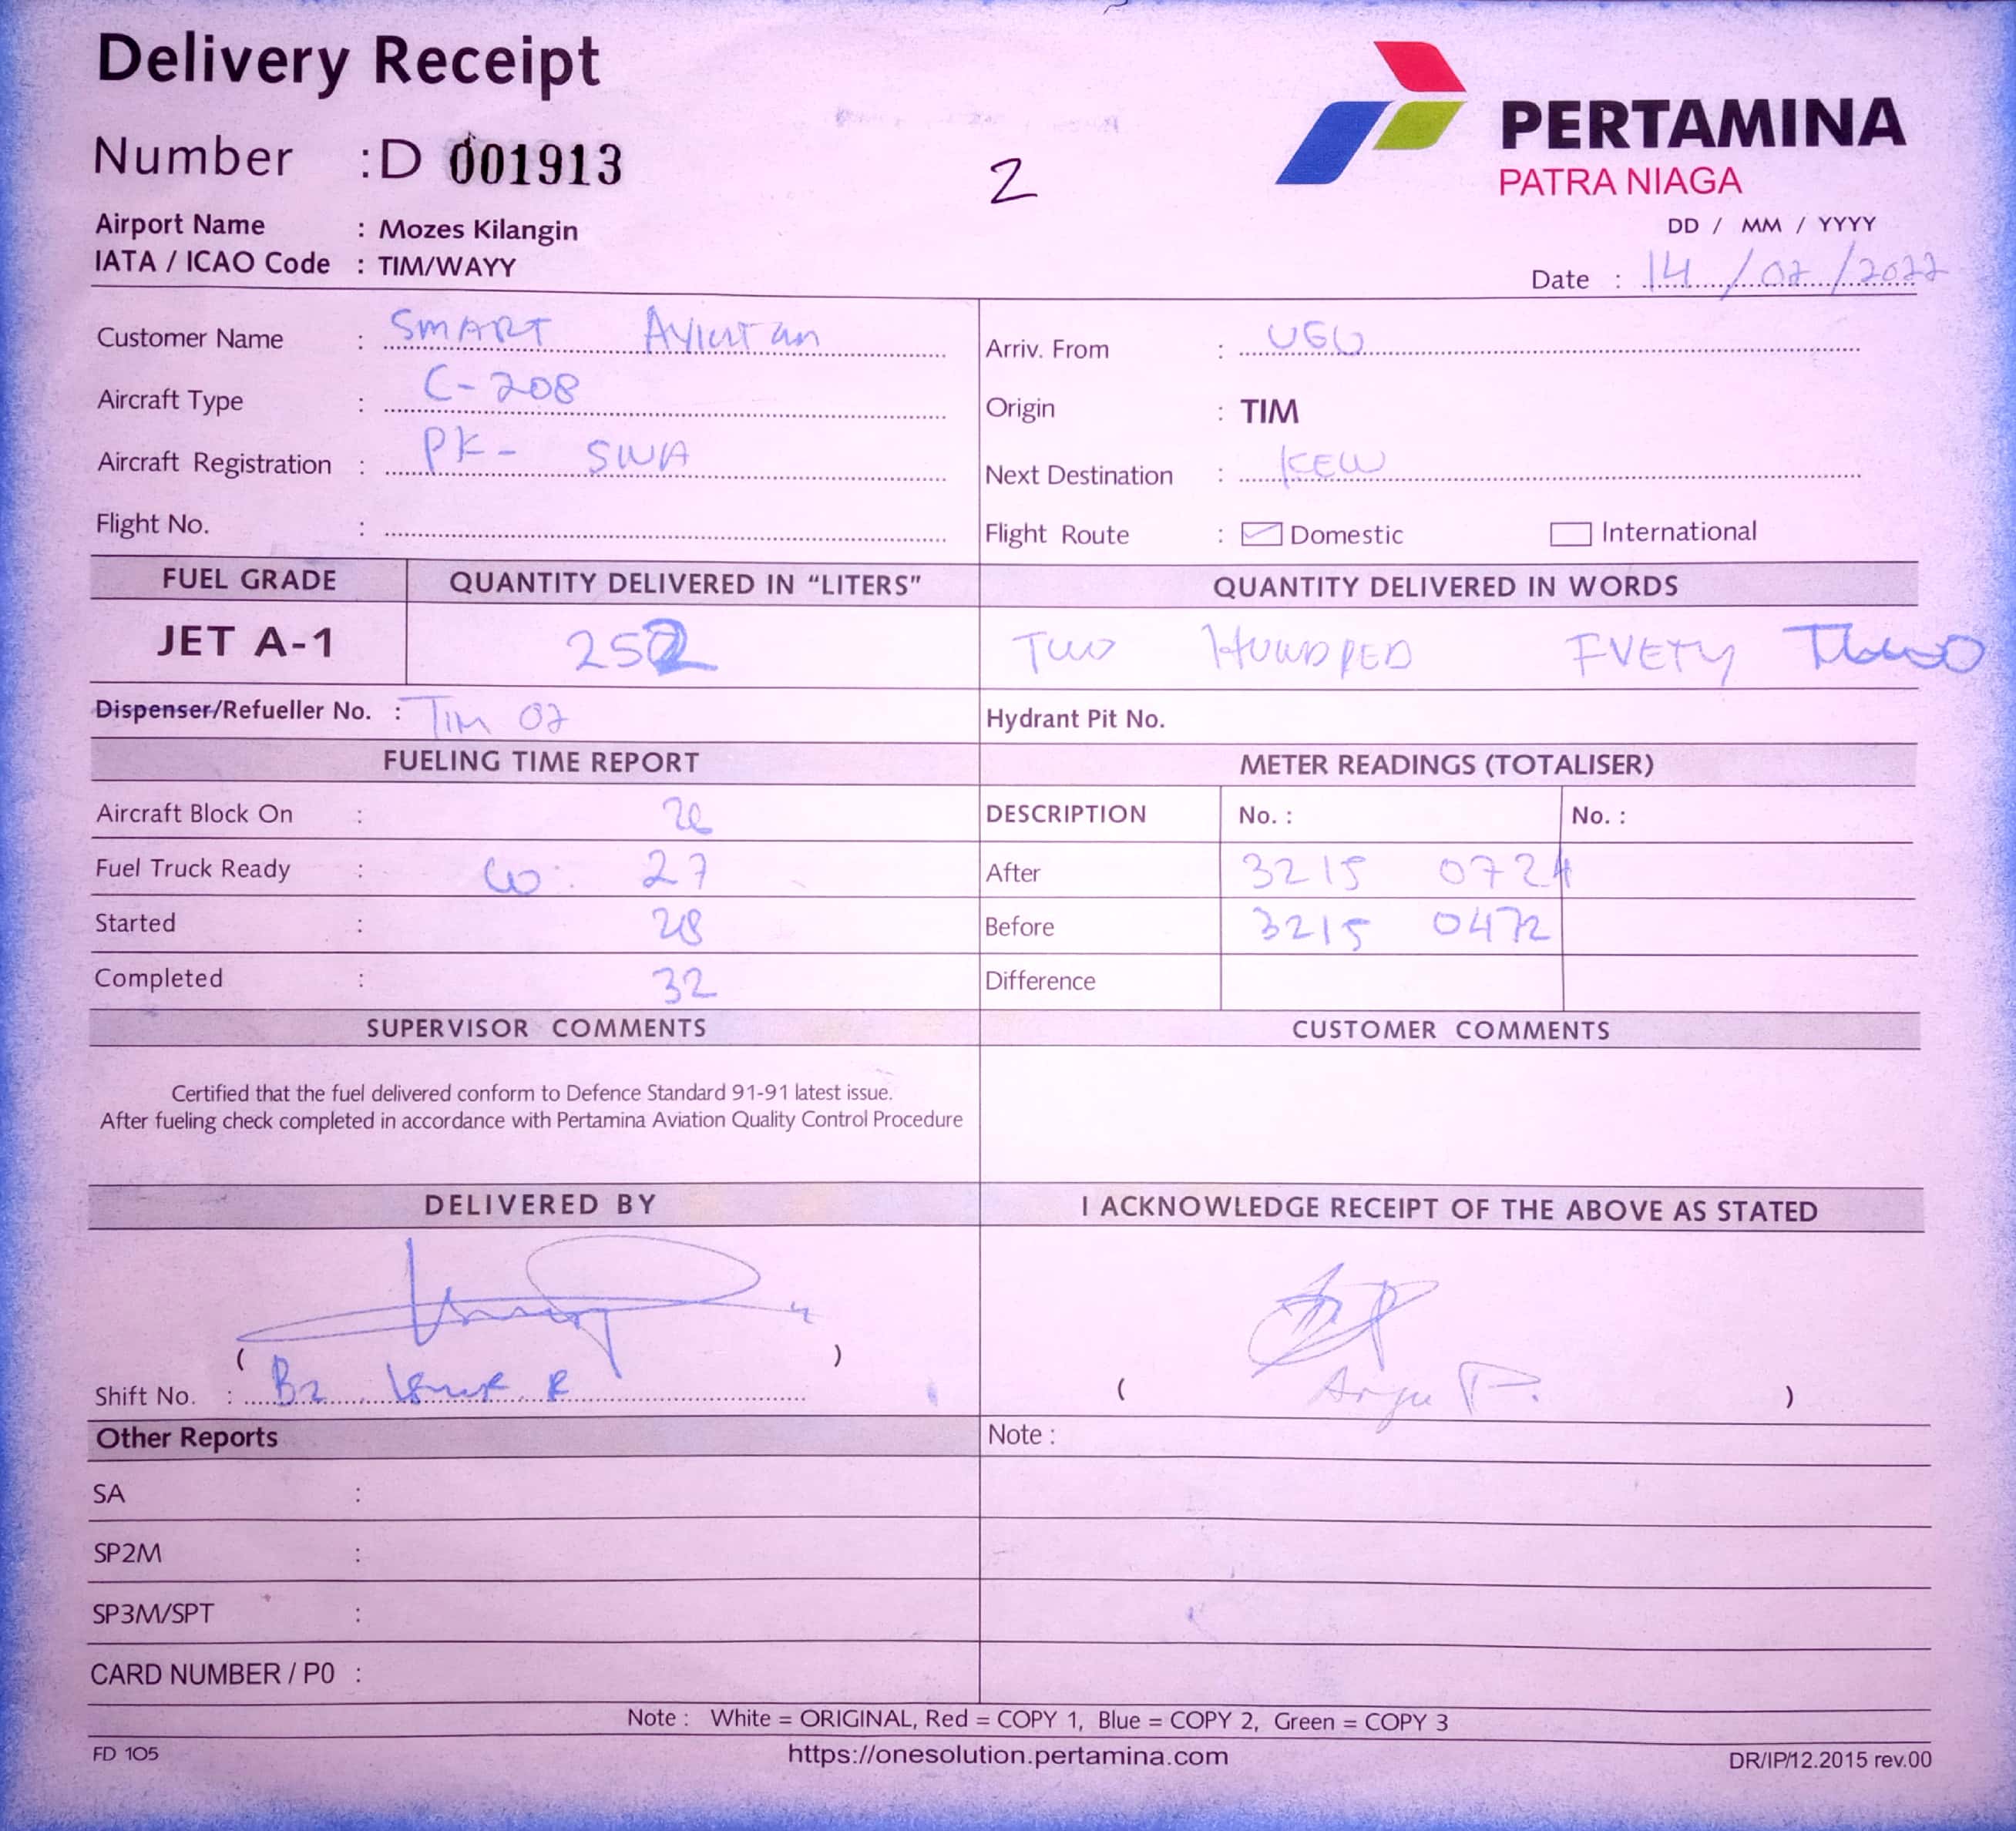 Delivery Receipt
PERTAMINA
PATRA NIAGA
Number : D 001913
2
Airport Name : Mozes Kilangin
IATA / ICAO Code : TIM/WAYY
DD / MM / YYYY
Date : 14/02/2022
Customer Name : SMART
Aircraft Type : C-208
Aircraft Registration : PK- SWA
Flight No. :
Arriv. From : UGU
Origin : TIM
Next Destination : KEW
Flight Route : Domestic International
FUEL GRADE QUANTITY DELIVERED IN “LITERS” QUANTITY DELIVERED IN WORDS
JET A-1 252 TWO HUNDRED
Dispenser/Refueller No. : TIM 02 Hydrant Pit No.
FUELING TIME REPORT METER READINGS (TOTALISER)
Aircraft Block On : DESCRIPTION No. : No. :
Fuel Truck Ready : 27 After 3215 0724
Started : 28 Before 3215 0472
Completed : 32 Difference
SUPERVISOR COMMENTS CUSTOMER COMMENTS
Certified that the fuel delivered conform to Defence Standard 91-91 latest issue.
After fueling check completed in accordance with Pertamina Aviation Quality Control Procedure
DELIVERED BY I ACKNOWLEDGE RECEIPT OF THE ABOVE AS STATED
( )
Shift No. : B2
( )
Other Reports Note :
SA :
SP2M :
SP3M/SPT :
CARD NUMBER / P0 :
Note : White = ORIGINAL, Red = COPY 1, Blue = COPY 2, Green = COPY 3
FD 105 https://onesolution.pertamina.com DR/IP/12.2015 rev.00